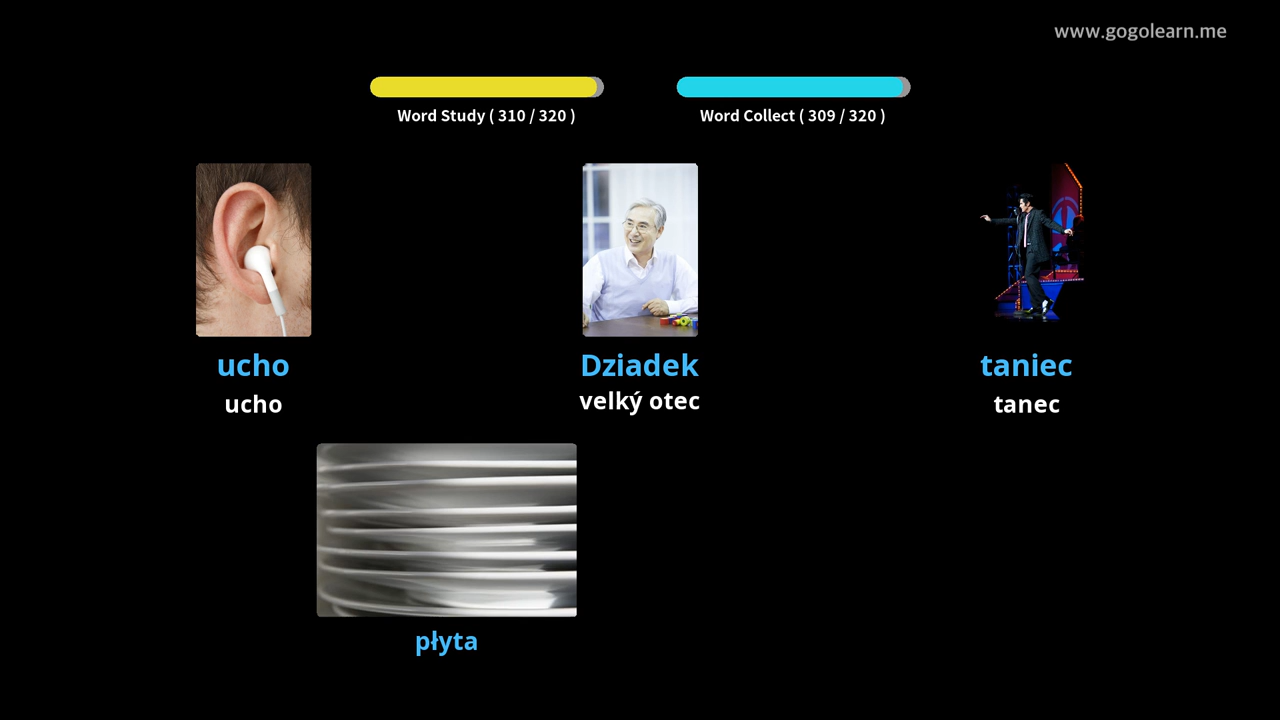 www.gogolearn.me
Word Study ( 310 / 320 )
Word Collect ( 309 / 320 )
ucho
ucho
Dziadek
velký otec
taniec
tanec
płyta